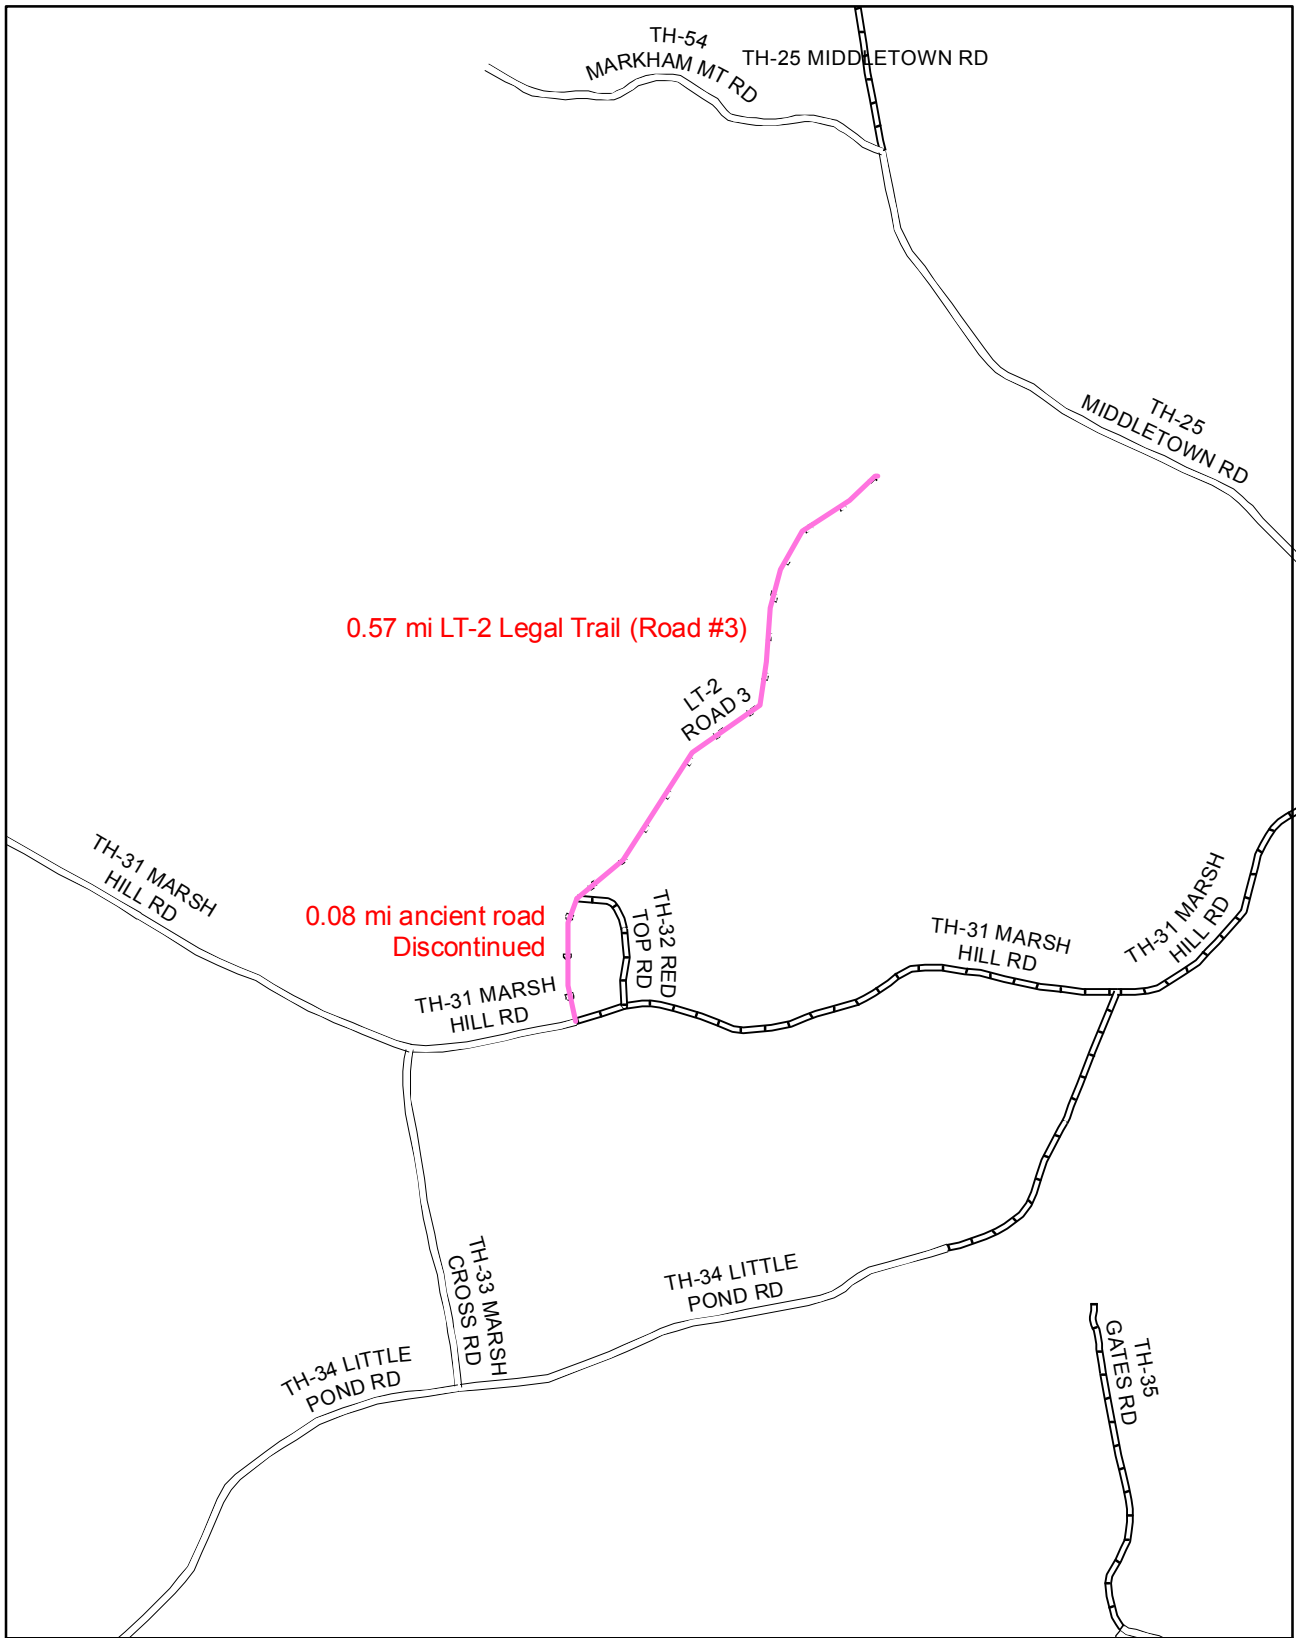 TH-54
MARKHAM MT RD
TH-25 MIDDLETOWN RD
TH-25
MIDDLETOWN RD
0.57 mi LT-2 Legal Trail (Road #3)
LT-2
ROAD 3
TH-31 MARSH
HILL RD
0.08 mi ancient road
Discontinued
TH-32 RED
TOP RD
TH-31 MARSH
HILL RD
TH-31 MARSH
HILL RD
TH-31 MARSH
HILL RD
TH-33 MARSH
CROSS RD
TH-34 LITTLE
POND RD
TH-34 LITTLE
POND RD
TH-35
GATES RD